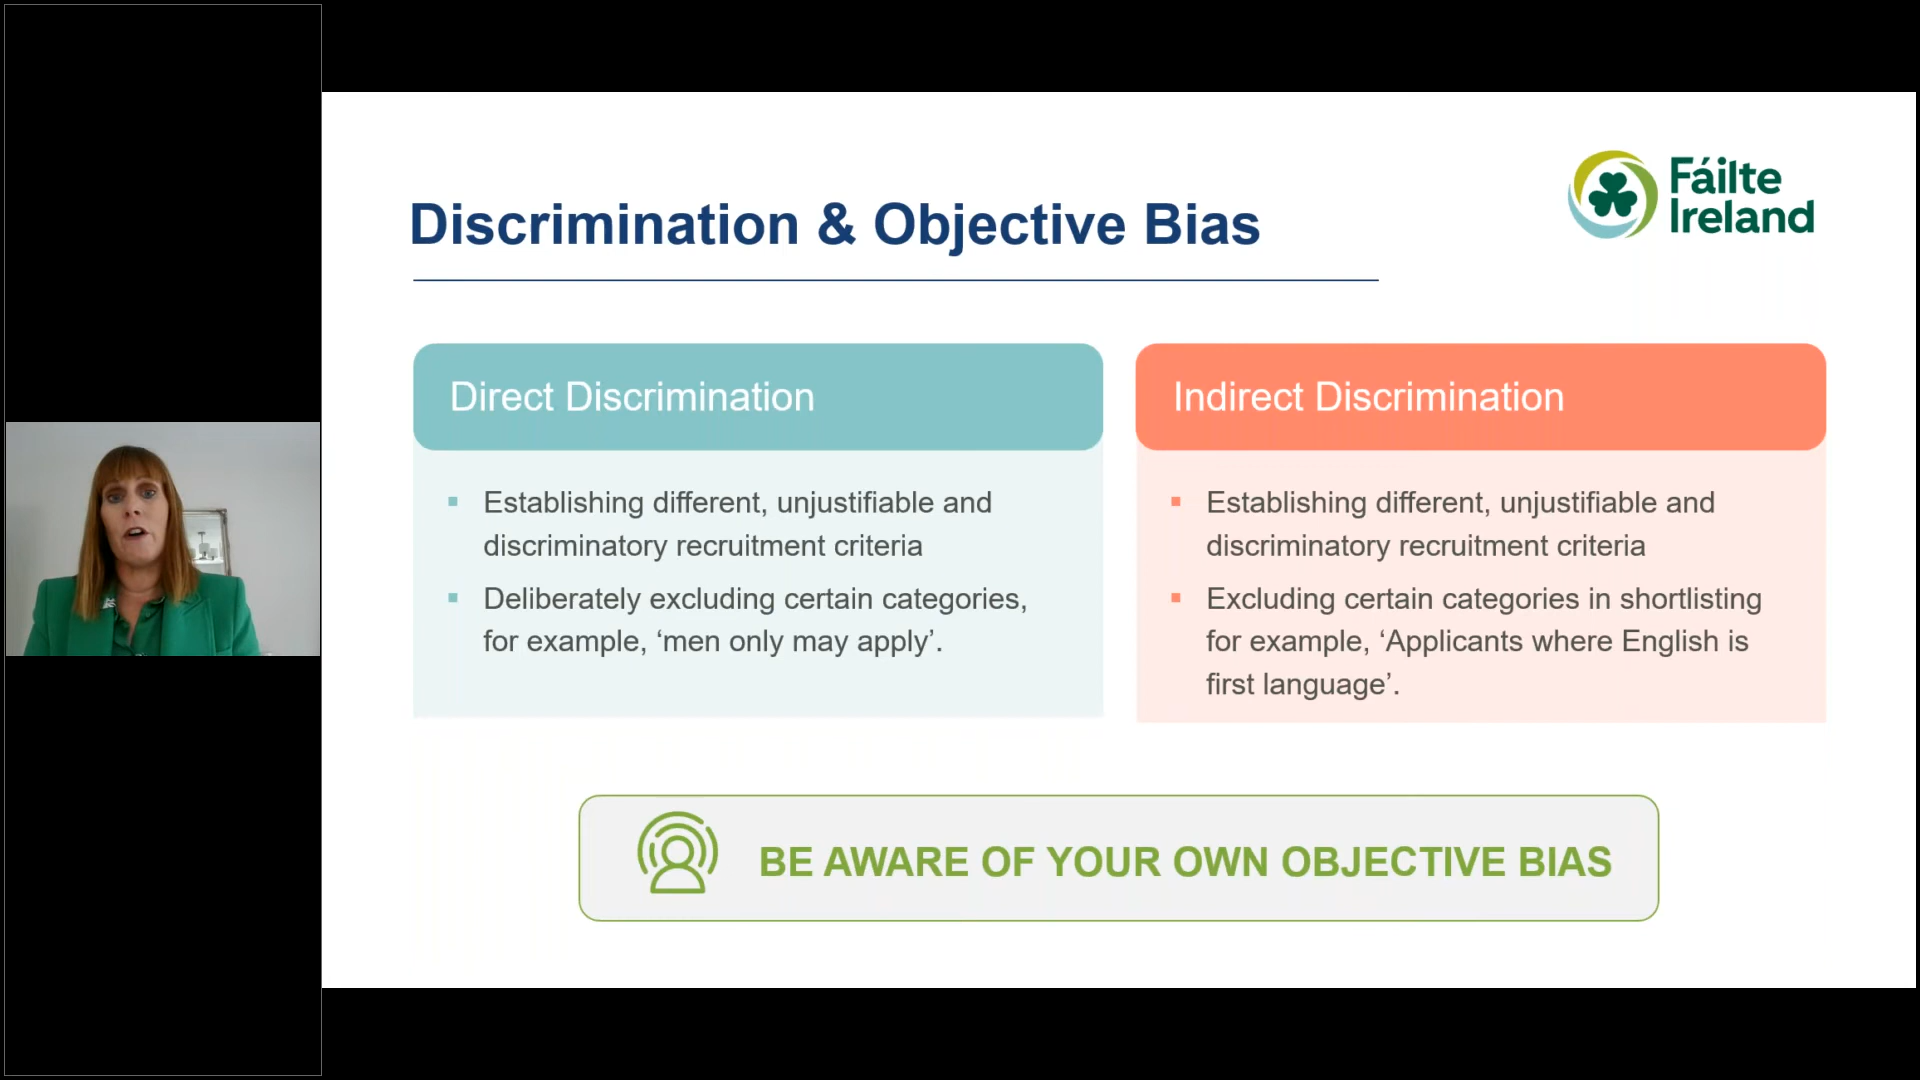 Fáilte
Ireland
Discrimination & Objective Bias
Direct Discrimination
▪ Establishing different, unjustifiable and
discriminatory recruitment criteria
▪ Deliberately excluding certain categories,
for example, ‘men only may apply’.
Indirect Discrimination
▪ Establishing different, unjustifiable and
discriminatory recruitment criteria
▪ Excluding certain categories in shortlisting
for example, ‘Applicants where English is
first language’.
BE AWARE OF YOUR OWN OBJECTIVE BIAS